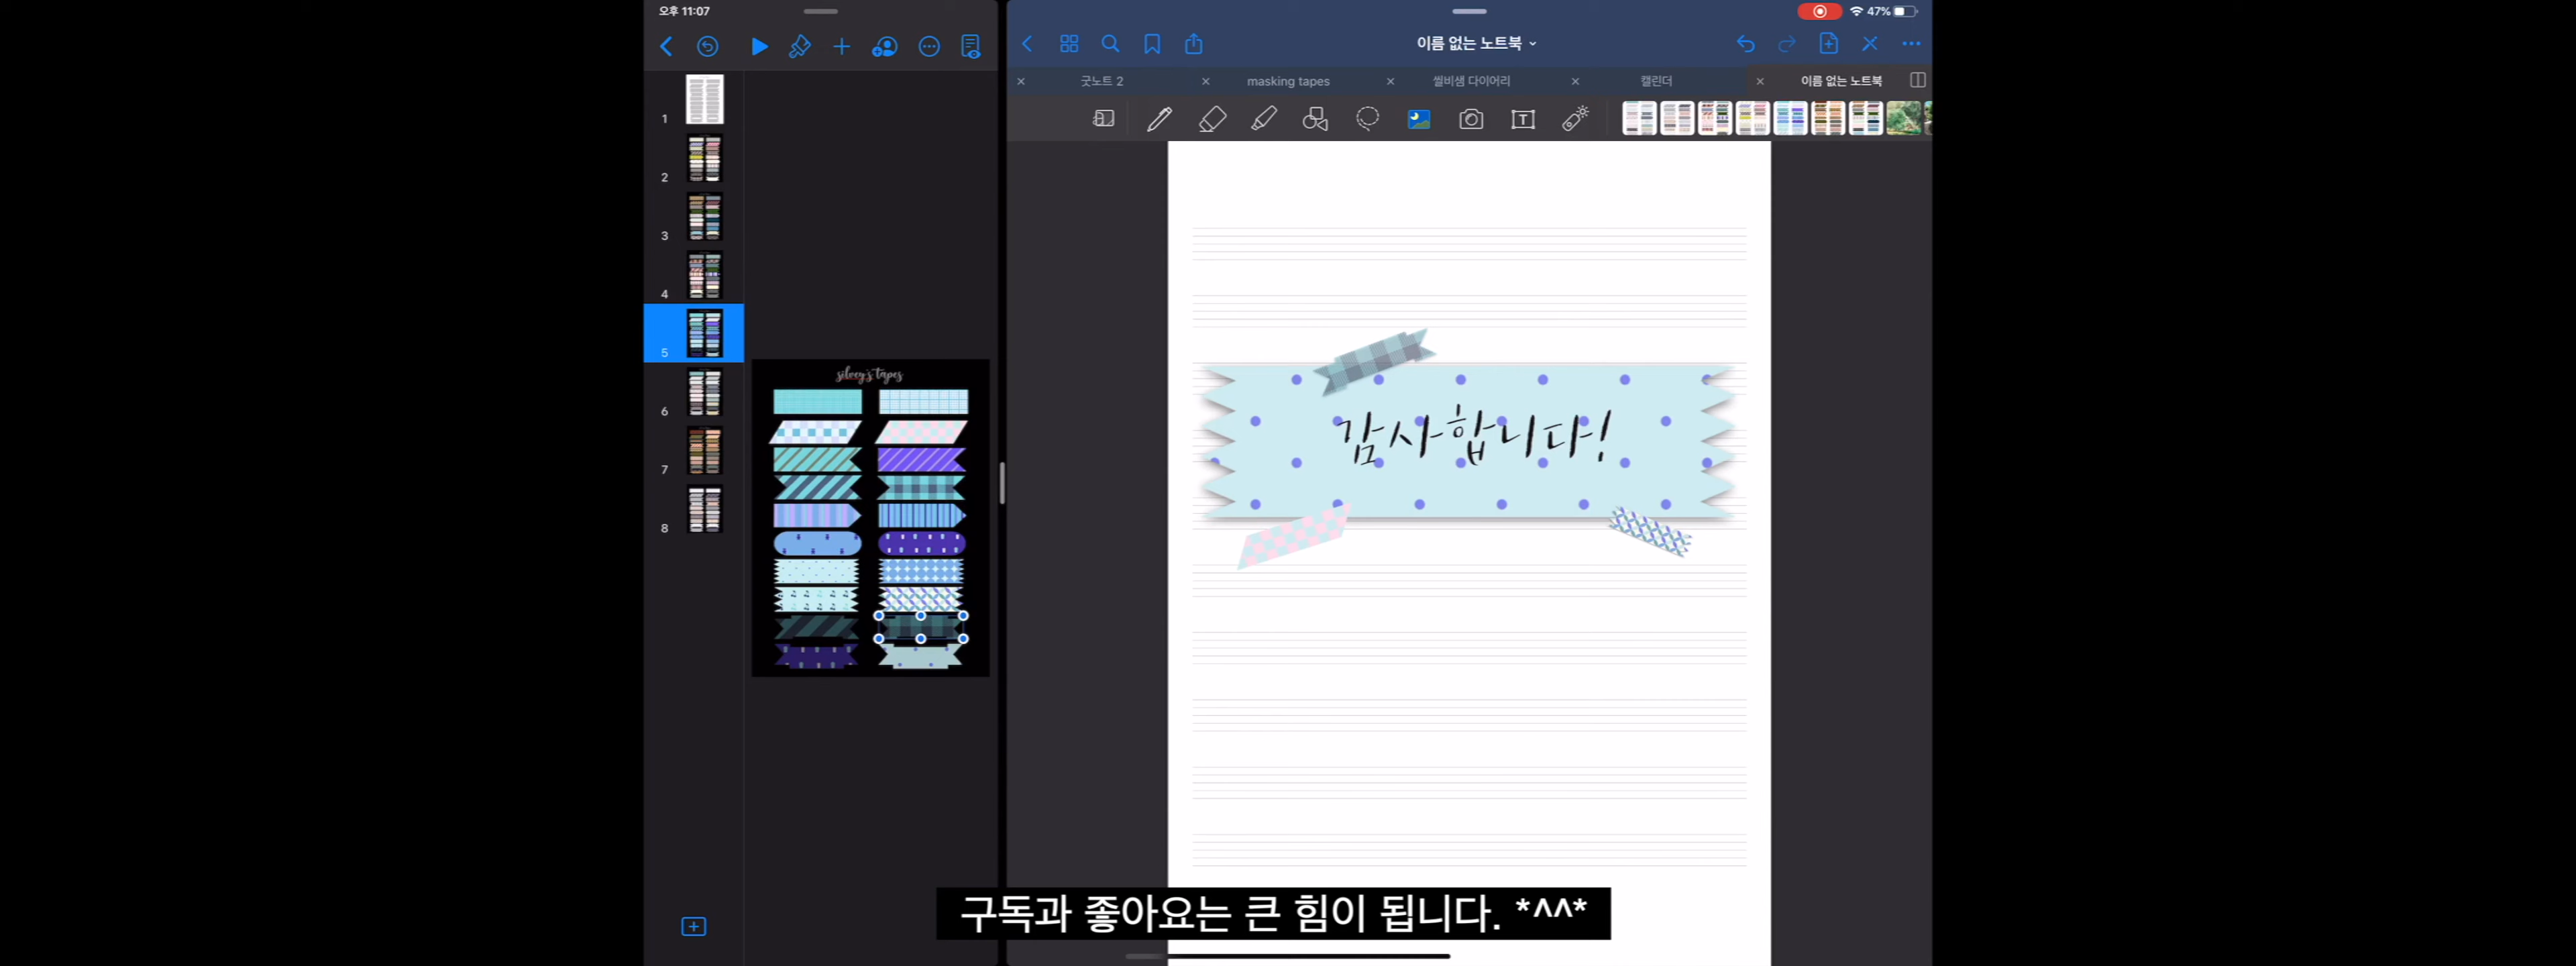 오후 11:07
47%
이름 없는 노트북
굿노트 2
masking tapes
씰비샘 다이어리
캘린더
이름 없는 노트북
1
2
3
4
5
6
7
8
silvey's tapes
감사합니다!
구독과 좋아요는 큰 힘이 됩니다. *^^*